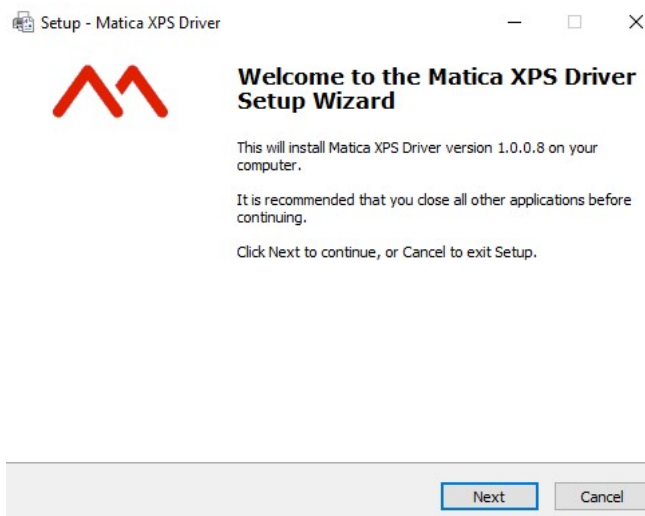 Setup - Matica XPS Driver
Welcome to the Matica XPS Driver
Setup Wizard
This will install Matica XPS Driver version 1.0.0.8 on your
computer.
It is recommended that you close all other applications before
continuing.
Click Next to continue, or Cancel to exit Setup.
Next
Cancel